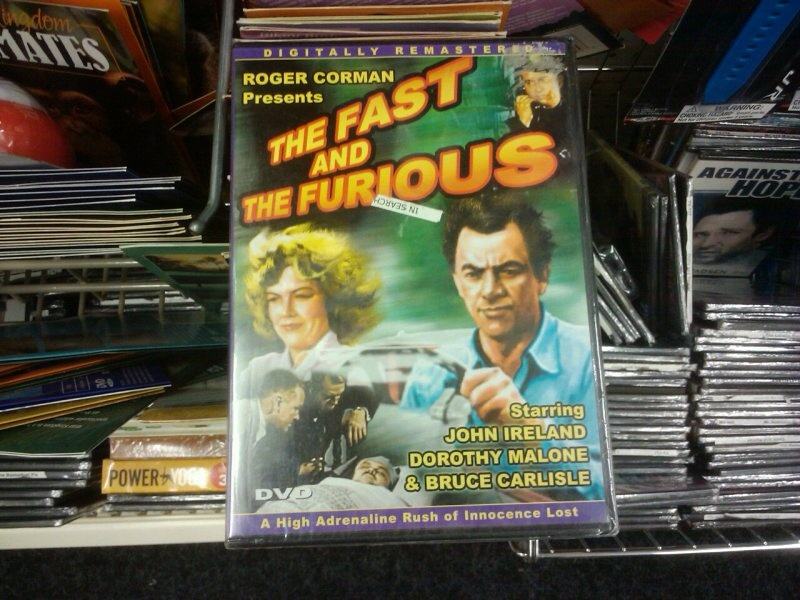 ingdom
MATES
DIGITALLY REMASTERED
ROGER CORMAN
Presents
THE FAST
AND
THE FURIOUS
IN SEARCH
WARNING:
AGAINST
HOPE
Starring
JOHN IRELAND
DOROTHY MALONE
& BRUCE CARLISLE
POWER
DVD
A High Adrenaline Rush of Innocence Lost